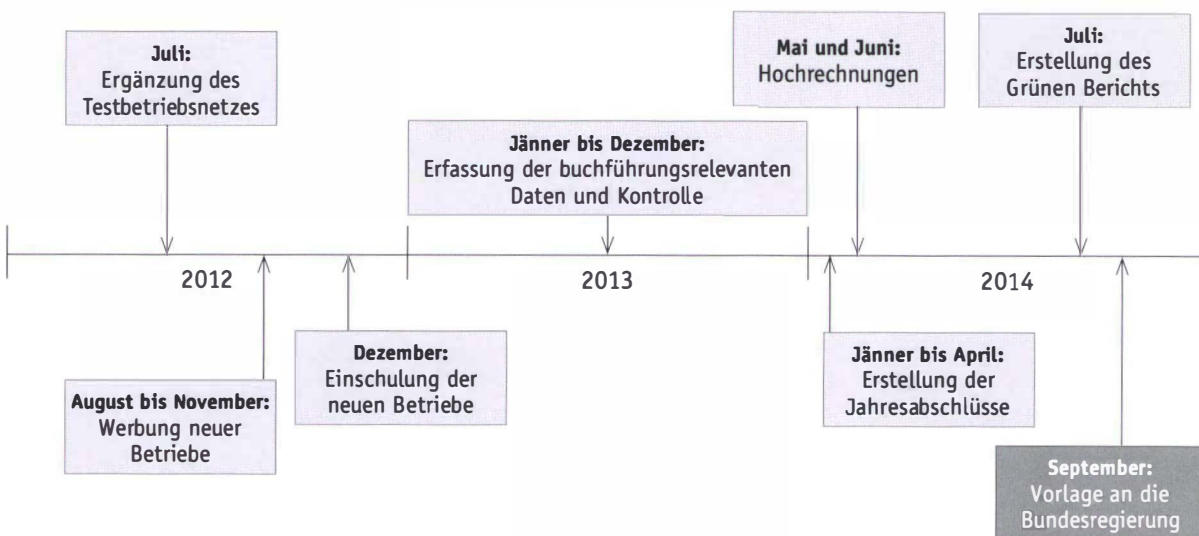 Juli:
Ergänzung des
Testbetriebsnetzes
Mai und Juni:
Hochrechnungen
Juli:
Erstellung des
Grünen Berichts
Jänner bis Dezember:
Erfassung der buchführungsrelevanten
Daten und Kontrolle
2012
2013
2014
August bis November:
Werbung neuer
Betriebe
Dezember:
Einschulung der
neuen Betriebe
Jänner bis April:
Erstellung der
Jahresabschlüsse
September:
Vorlage an die
Bundesregierung